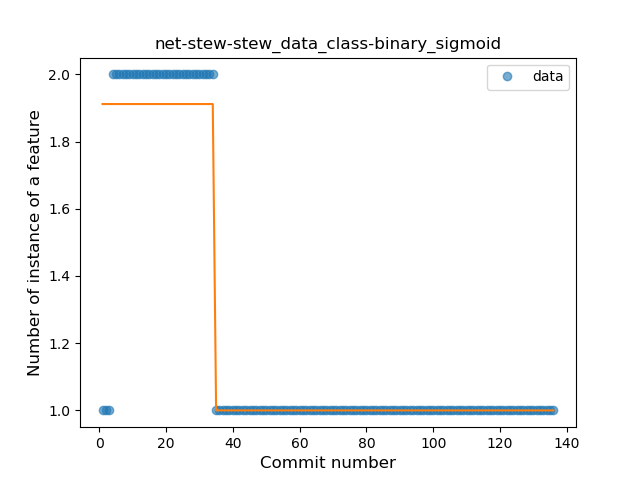 net-stew-stew_data_class-binary_sigmoid
data
Number of instance of a feature
2.0
1.8
1.6
1.4
1.2
1.0
0 20 40 60 80 100 120 140
Commit number